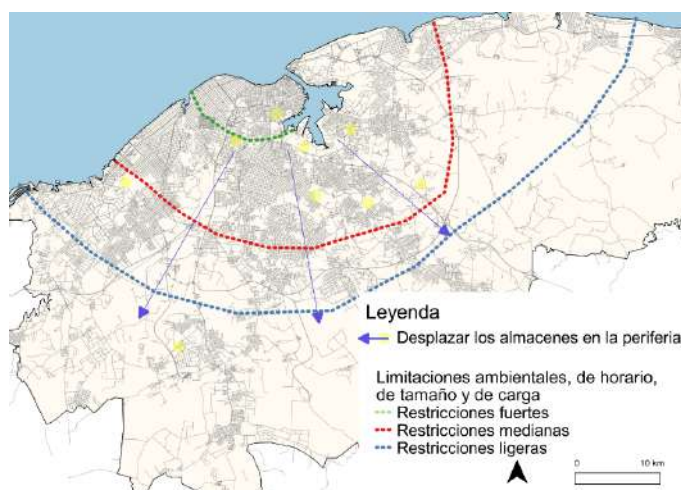 Leyenda
Desplazar los almacenes en la periferia
Limitaciones ambientales, de horario,
de tamaño y de carga
Restricciones fuertes
Restricciones medianas
Restricciones ligeras
0 10 km